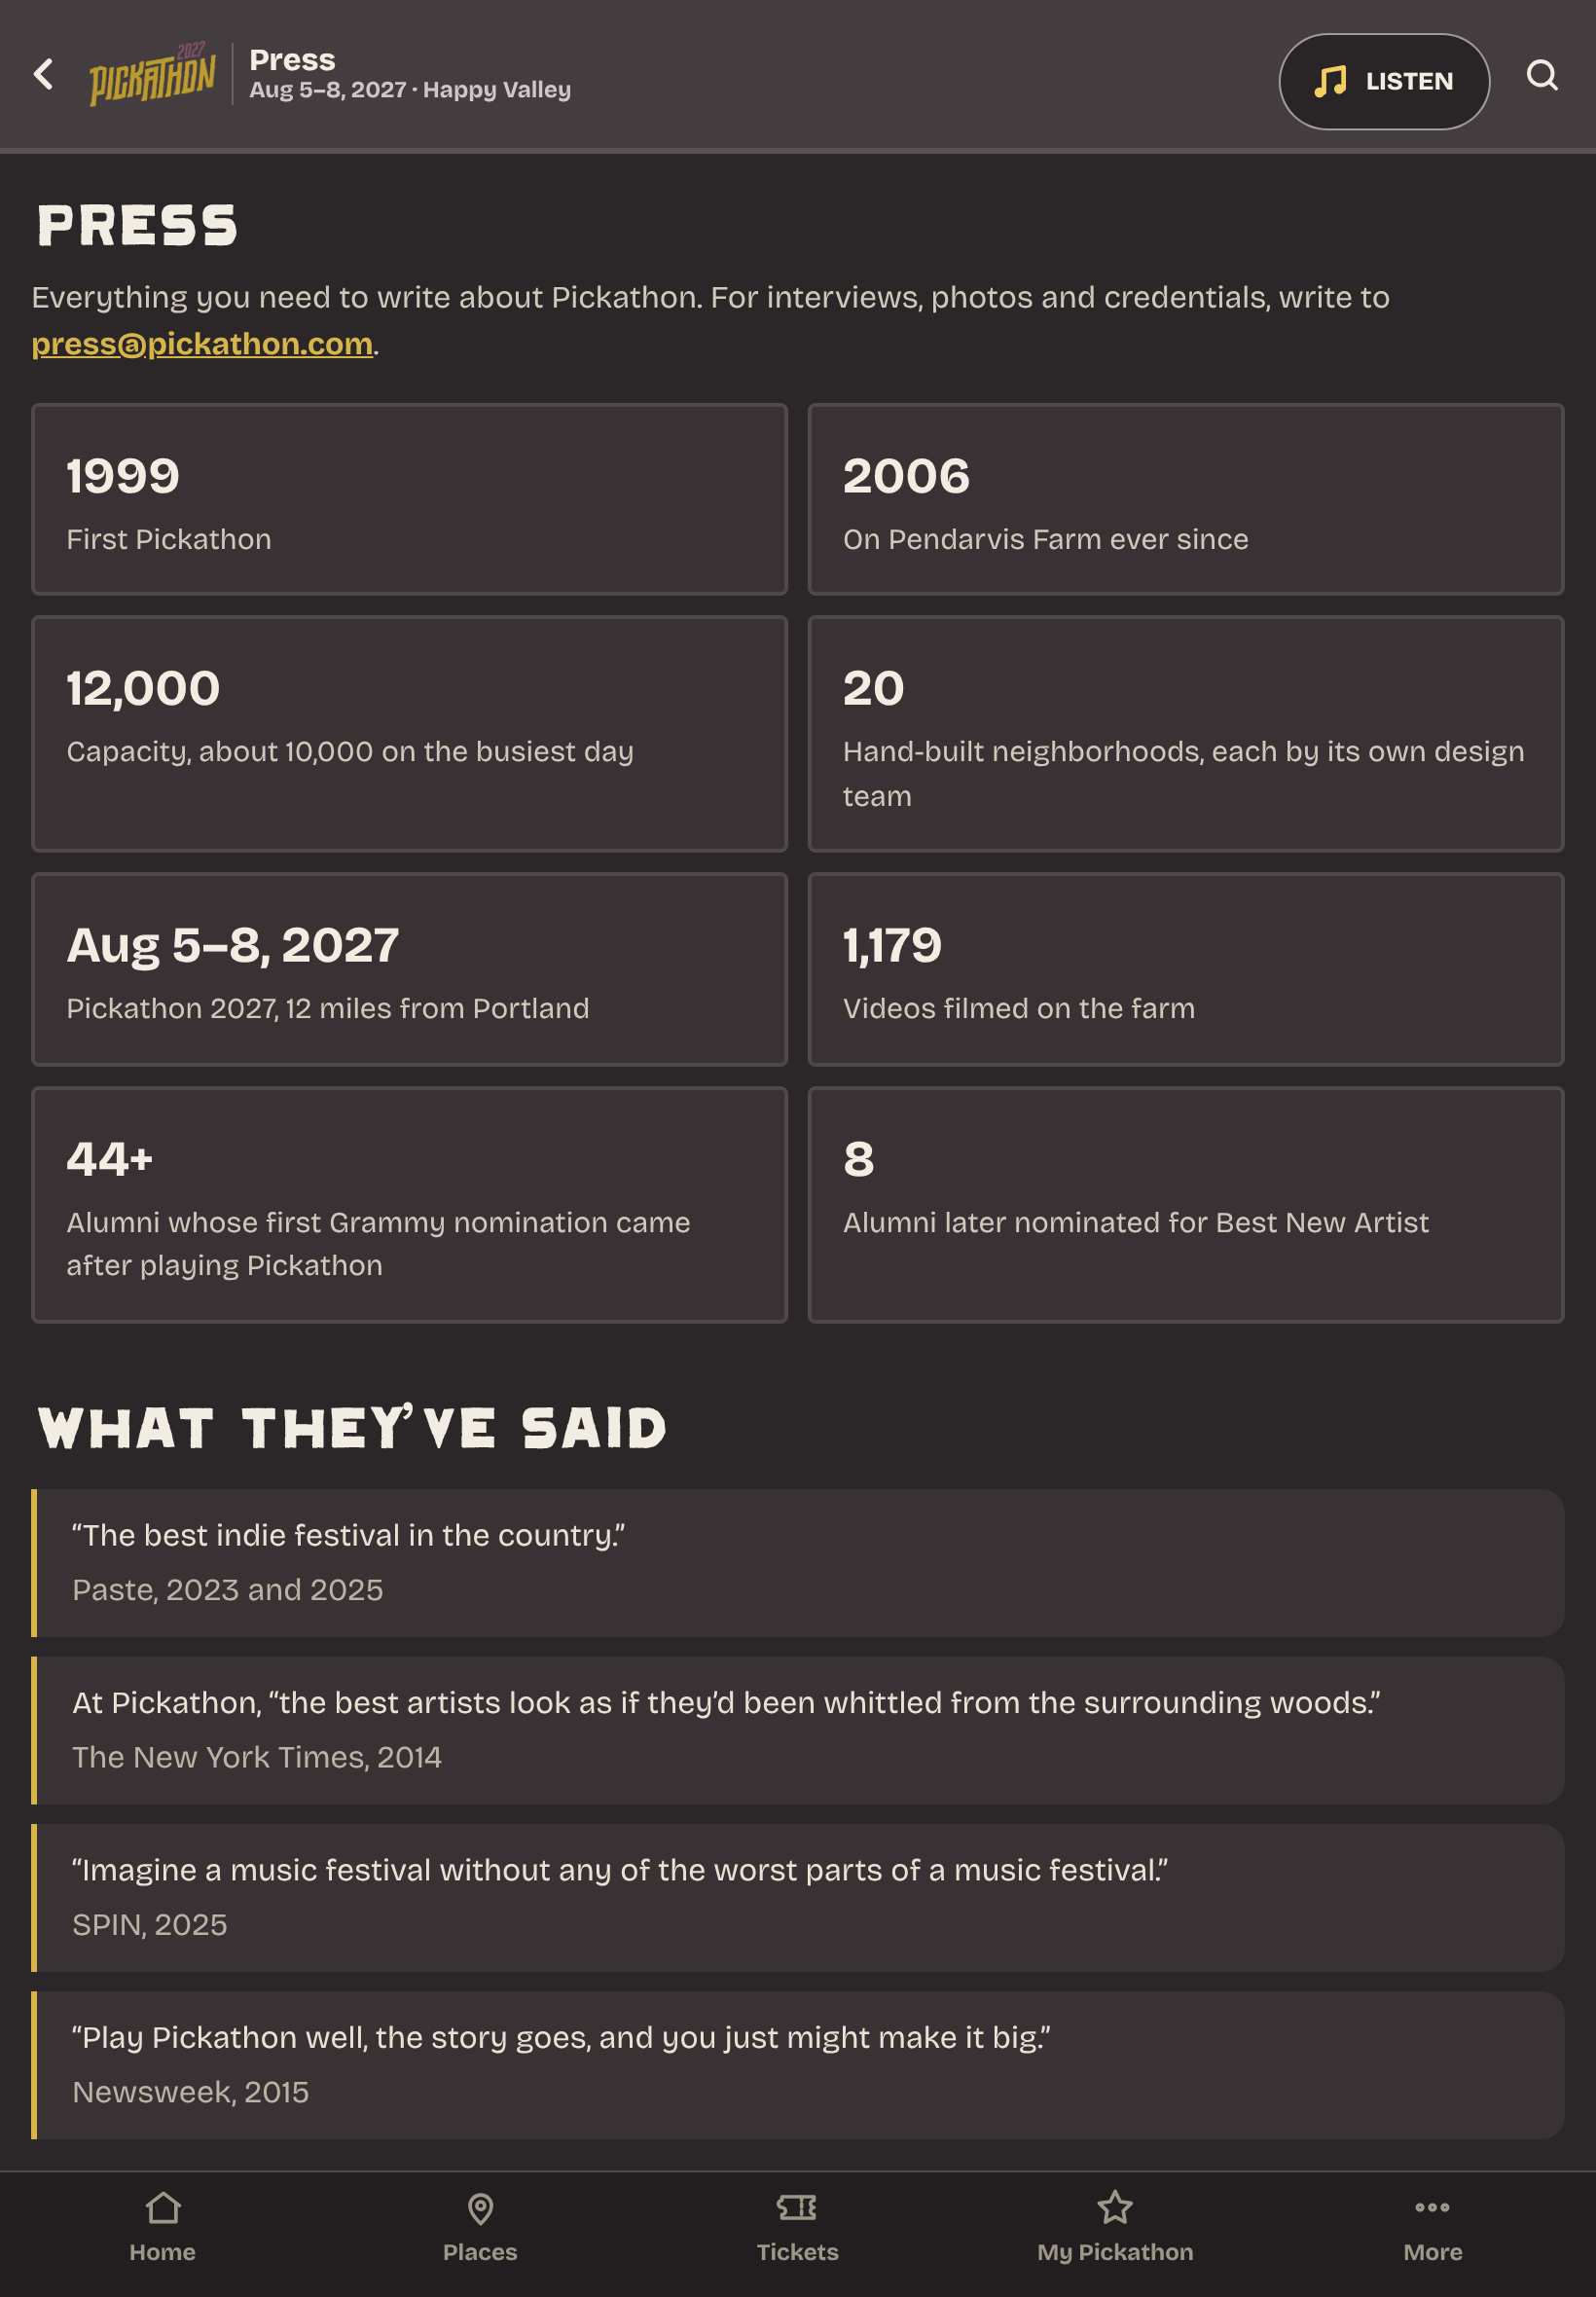 PICKATHON 2027
Press
Aug 5–8, 2027 · Happy Valley
LISTEN
PRESS
Everything you need to write about Pickathon. For interviews, photos and credentials, write to
press@pickathon.com.
1999
First Pickathon
2006
On Pendarvis Farm ever since
12,000
Capacity, about 10,000 on the busiest day
20
Hand-built neighborhoods, each by its own design
team
Aug 5–8, 2027
Pickathon 2027, 12 miles from Portland
1,179
Videos filmed on the farm
44+
Alumni whose first Grammy nomination came
after playing Pickathon
8
Alumni later nominated for Best New Artist
WHAT THEY’VE SAID
“The best indie festival in the country.”
Paste, 2023 and 2025
At Pickathon, “the best artists look as if they’d been whittled from the surrounding woods.”
The New York Times, 2014
“Imagine a music festival without any of the worst parts of a music festival.”
SPIN, 2025
“Play Pickathon well, the story goes, and you just might make it big.”
Newsweek, 2015
Home
Places
Tickets
My Pickathon
More